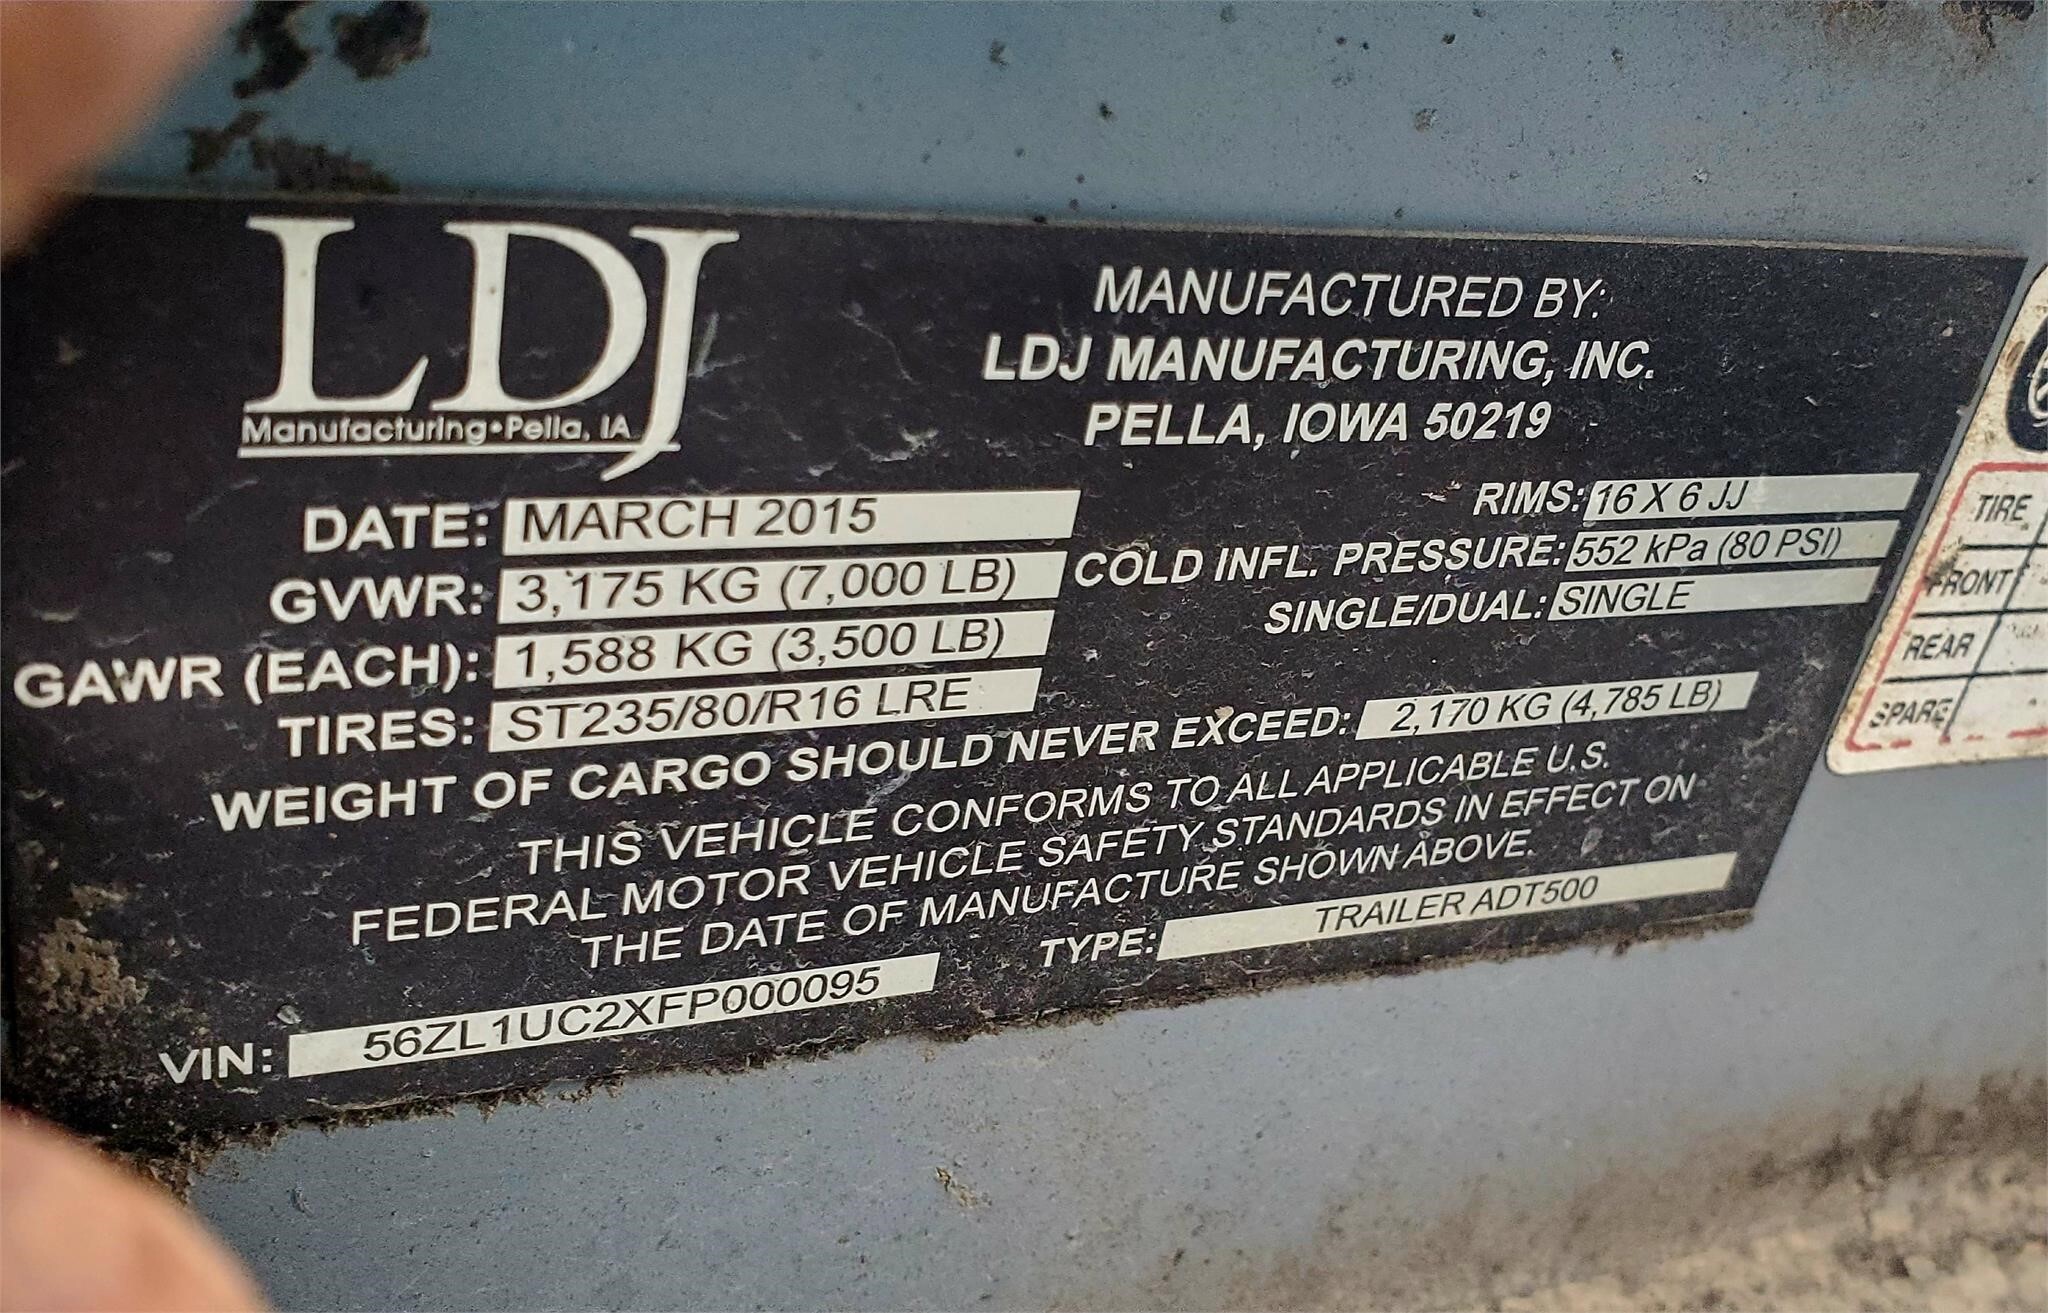 LDJ
Manufacturing•Pella, IA
MANUFACTURED BY:
LDJ MANUFACTURING, INC.
PELLA, IOWA 50219
DATE: MARCH 2015
GVWR: 3,175 KG (7,000 LB)
GAWR (EACH): 1,588 KG (3,500 LB)
TIRES: ST235/80/R16 LRE
RIMS: 16 X 6 JJ
COLD INFL. PRESSURE: 552 kPa (80 PSI)
SINGLE/DUAL: SINGLE
WEIGHT OF CARGO SHOULD NEVER EXCEED: 2,170 KG (4,785 LB)
THIS VEHICLE CONFORMS TO ALL APPLICABLE U.S.
FEDERAL MOTOR VEHICLE SAFETY STANDARDS IN EFFECT ON
THE DATE OF MANUFACTURE SHOWN ABOVE.
VIN: 56ZL1UC2XFP000095
TYPE: TRAILER ADT500
TIRE
FRONT
REAR
SPARE